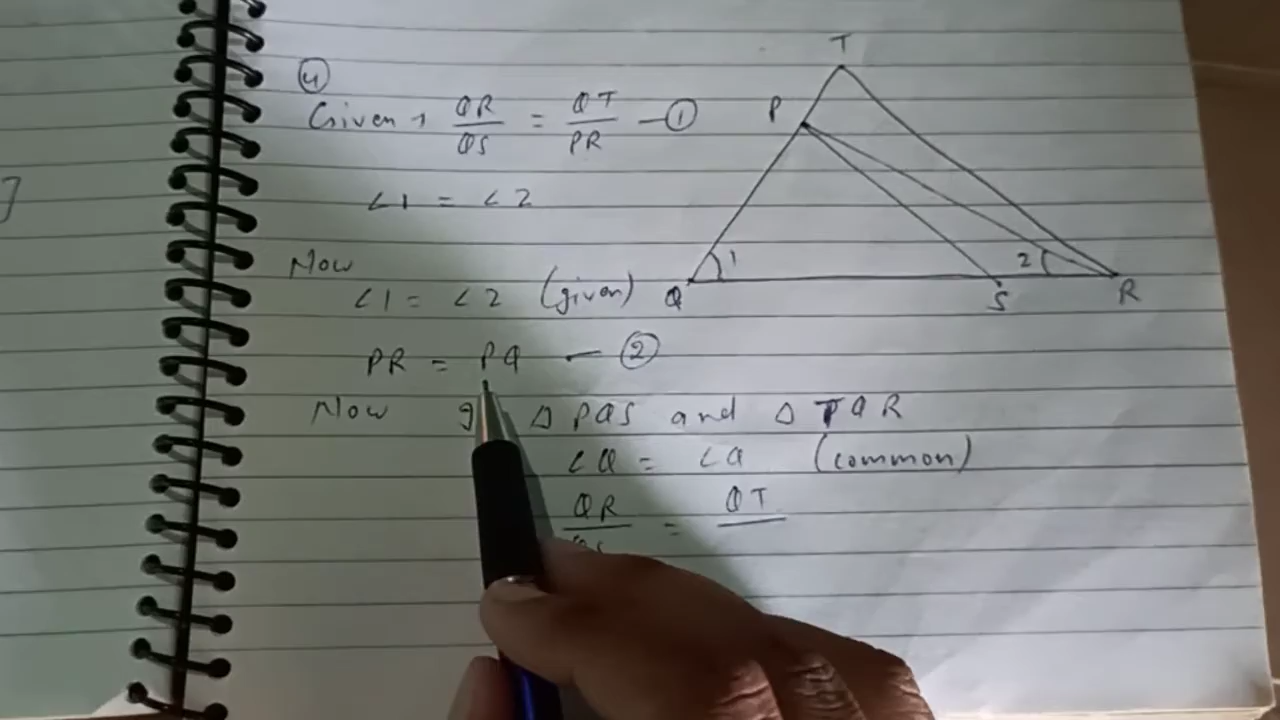 4
Given, QR/QS = QT/PR — 1
∠1 = ∠2
Now
∠1 = ∠2 (given)
PR = PQ — 2
Now △PQS and △TQR
∠Q = ∠Q (common)
QR/QS = QT
T
P
1
2
Q
S
R
]